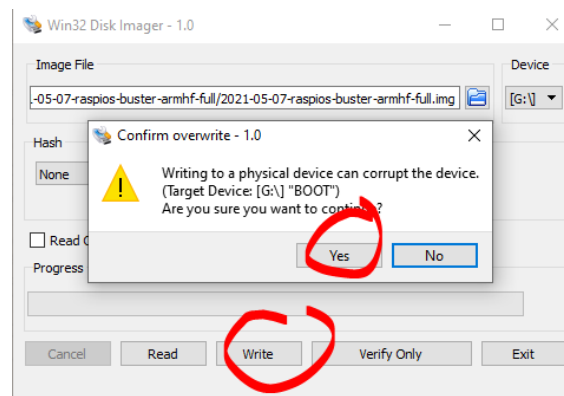 Win32 Disk Imager - 1.0
Image File
Device
.-05-07-raspios-buster-armhf-full/2021-05-07-raspios-buster-armhf-full.img
[G:\]
Hash
None
Confirm overwrite - 1.0
Writing to a physical device can corrupt the device.
(Target Device: [G:\] "BOOT")
Are you sure you want to continue?
Yes
No
Read
Progress
Cancel
Read
Write
Verify Only
Exit